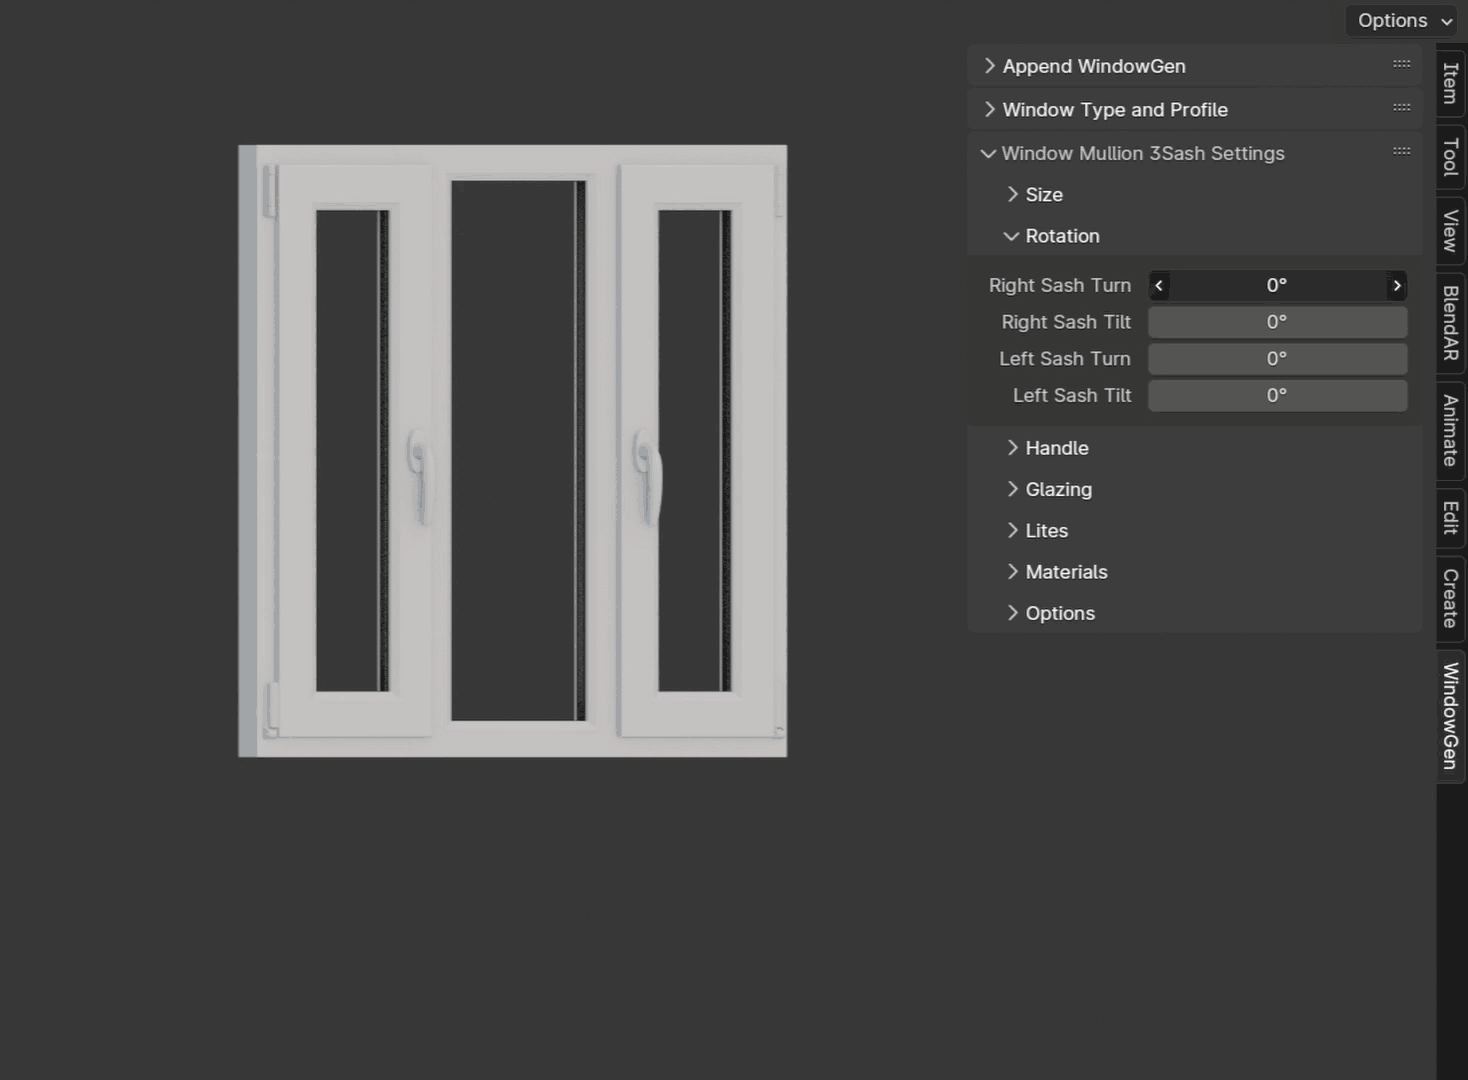 Options
Append WindowGen
Window Type and Profile
Window Mullion 3Sash Settings
Size
Rotation
Right Sash Turn 0°
Right Sash Tilt 0°
Left Sash Turn 0°
Left Sash Tilt 0°
Handle
Glazing
Lites
Materials
Options
Item
Tool
View
BlendAR
Animate
Edit
Create
WindowGen